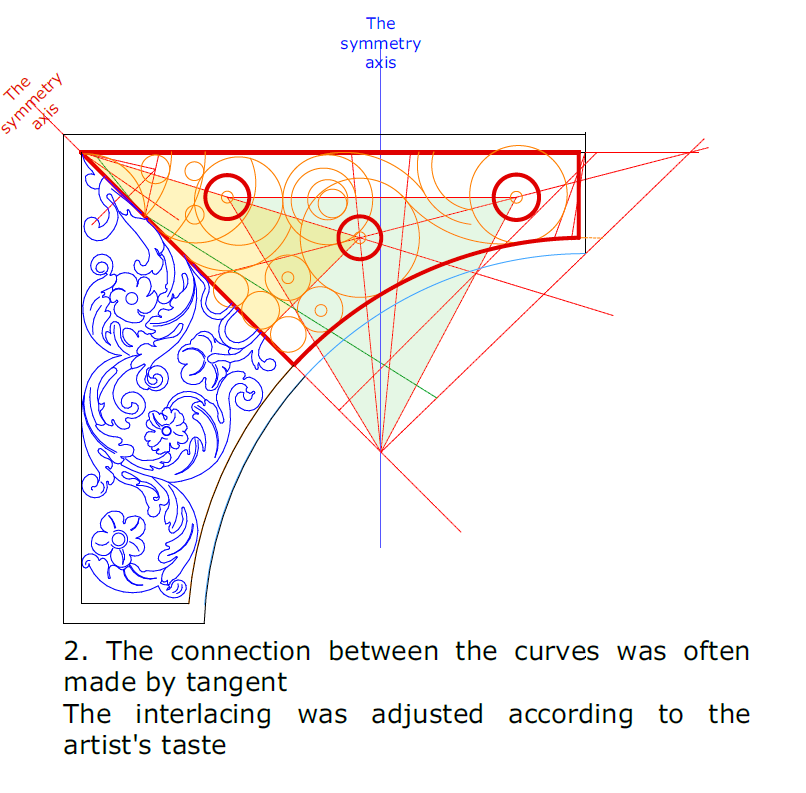 The
symmetry
axis
The
symmetry
axis
2. The connection between the curves was often
made by tangent
The interlacing was adjusted according to the
artist's taste